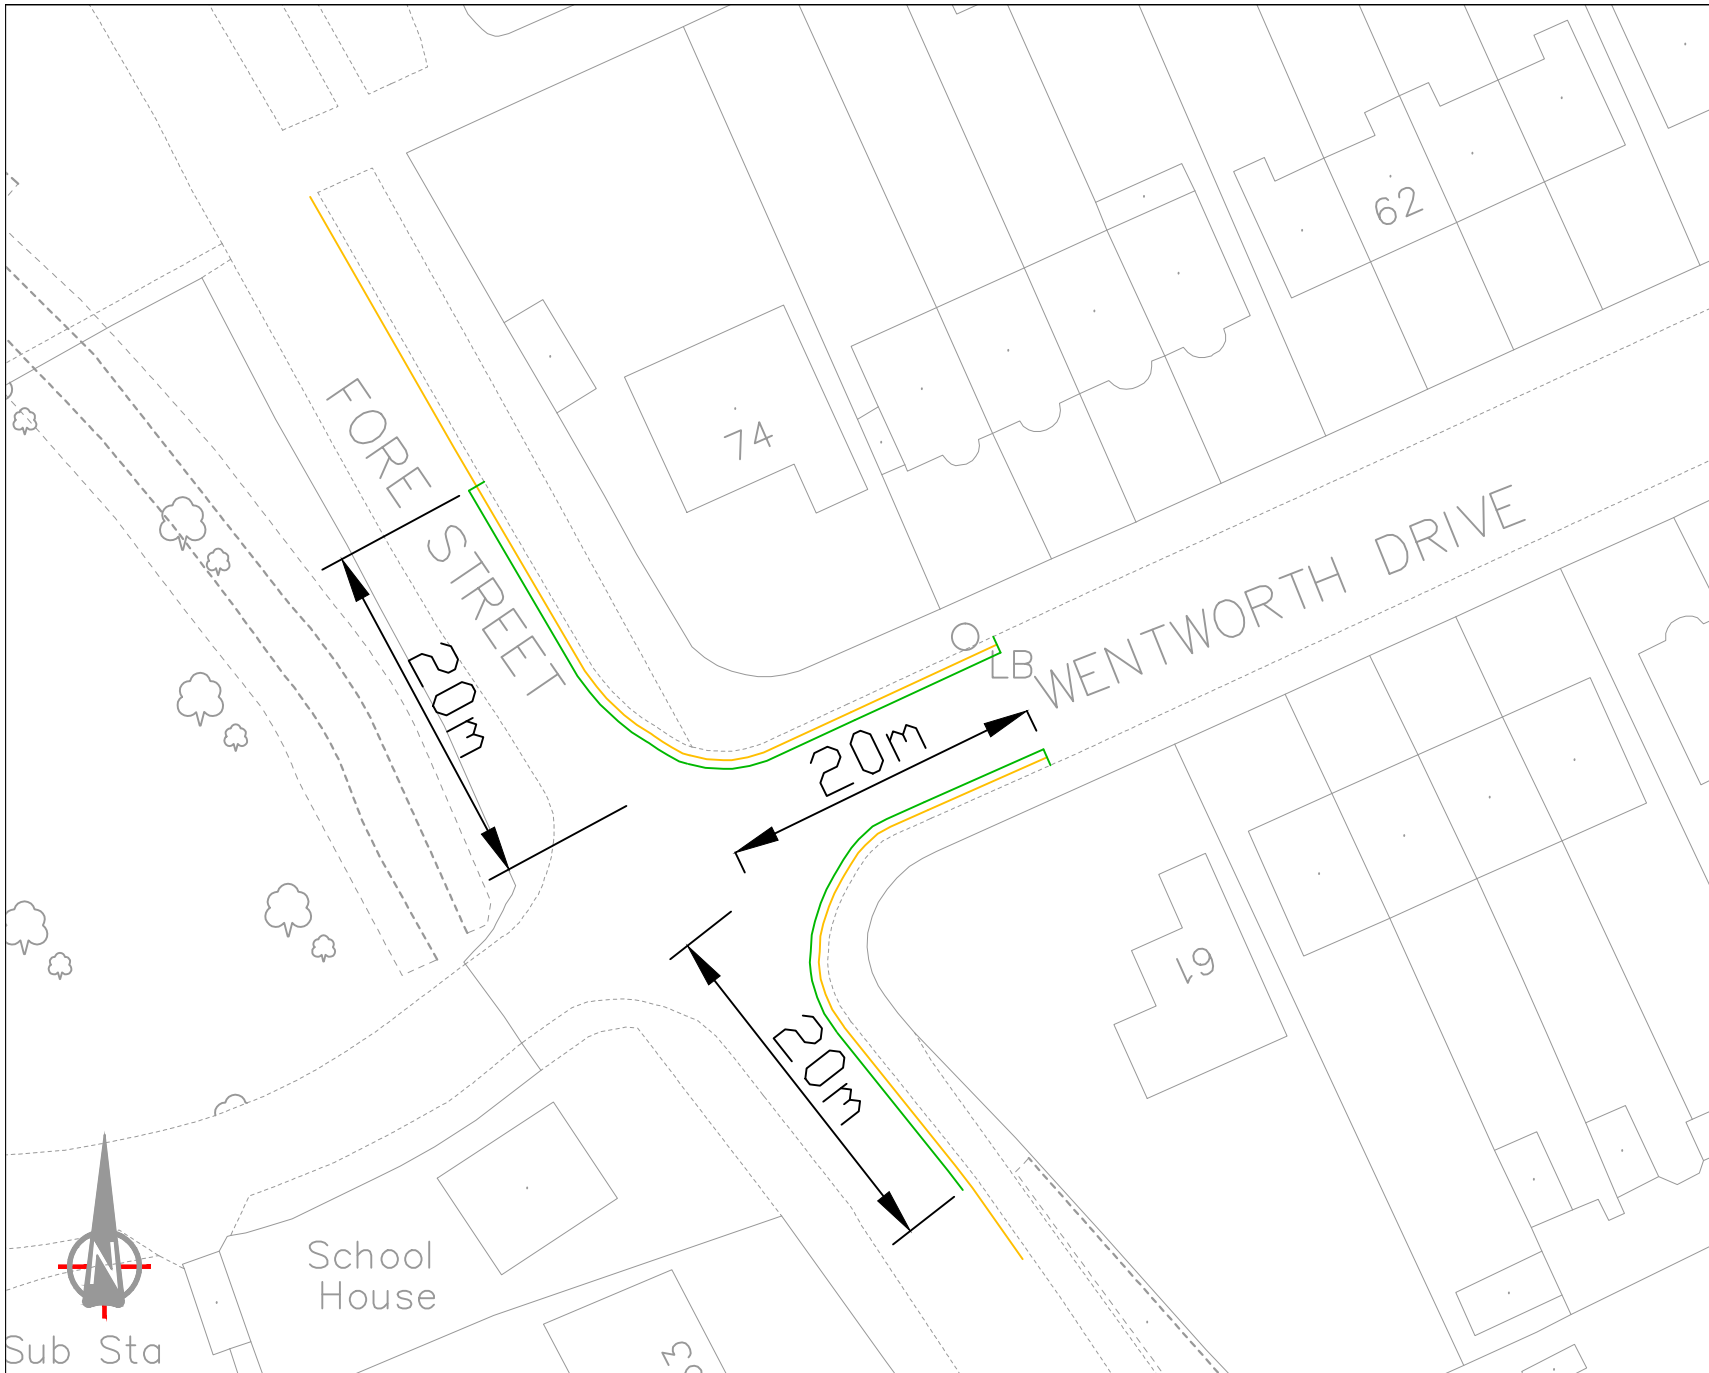 62
74
FORE STREET
WENTWORTH DRIVE
LB
20m
20m
20m
61
N
School
House
Sub Sta